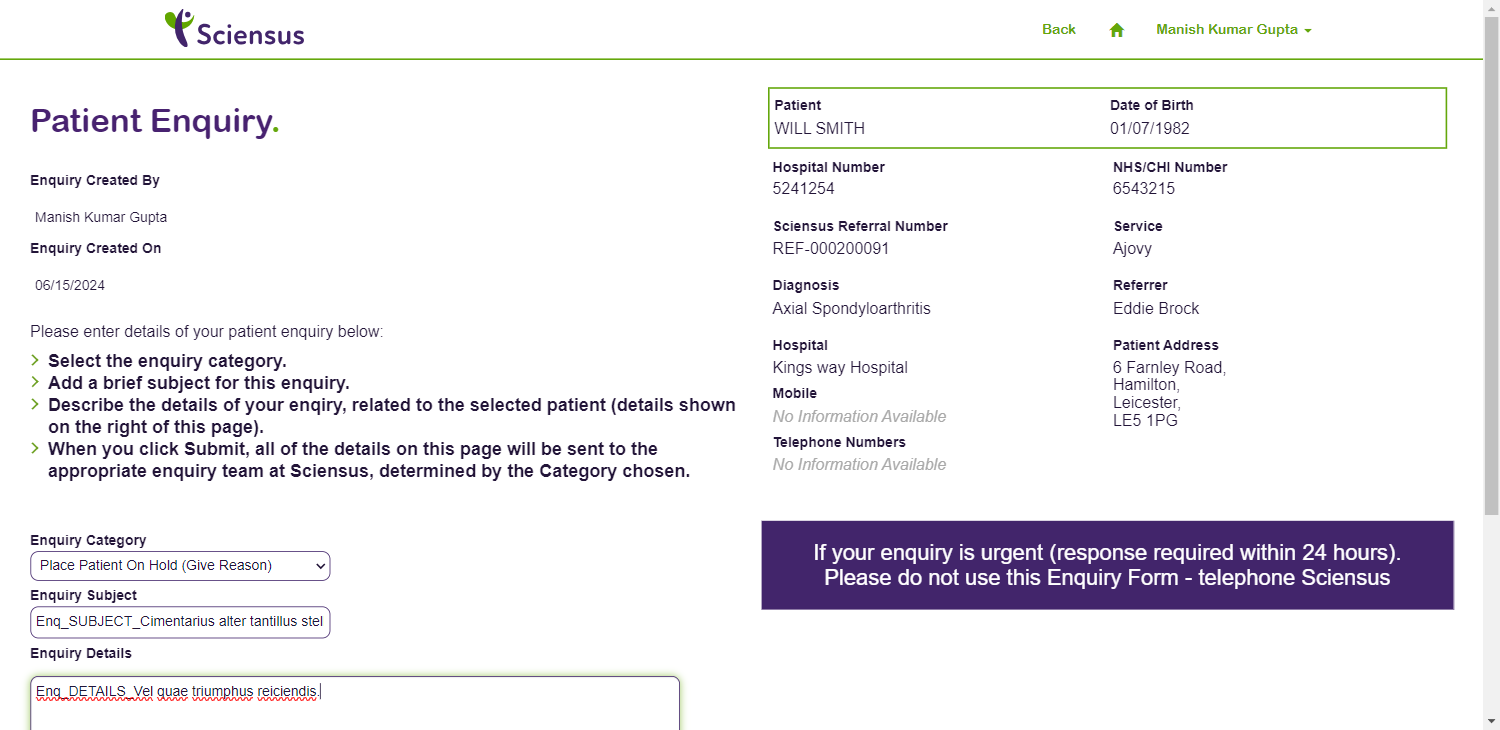 Sciensus
Back
Manish Kumar Gupta
Patient Enquiry.
Enquiry Created By
Manish Kumar Gupta
Enquiry Created On
06/15/2024
Please enter details of your patient enquiry below:
Select the enquiry category.
Add a brief subject for this enquiry.
Describe the details of your enqiry, related to the selected patient (details shown
on the right of this page).
When you click Submit, all of the details on this page will be sent to the
appropriate enquiry team at Sciensus, determined by the Category chosen.
Enquiry Category
Place Patient On Hold (Give Reason)
Enquiry Subject
Enq_SUBJECT_Cimentarius alter tantillus stel
Enquiry Details
Enq_DETAILS_Vel quae triumphus reiciendis.
Patient Date of Birth
WILL SMITH 01/07/1982
Hospital Number NHS/CHI Number
5241254 6543215
Sciensus Referral Number Service
REF-000200091 Ajovy
Diagnosis Referrer
Axial Spondyloarthritis Eddie Brock
Hospital Patient Address
Kings way Hospital 6 Farnley Road,
Hamilton,
Leicester,
LE5 1PG
Mobile
No Information Available
Telephone Numbers
No Information Available
If your enquiry is urgent (response required within 24 hours).
Please do not use this Enquiry Form - telephone Sciensus